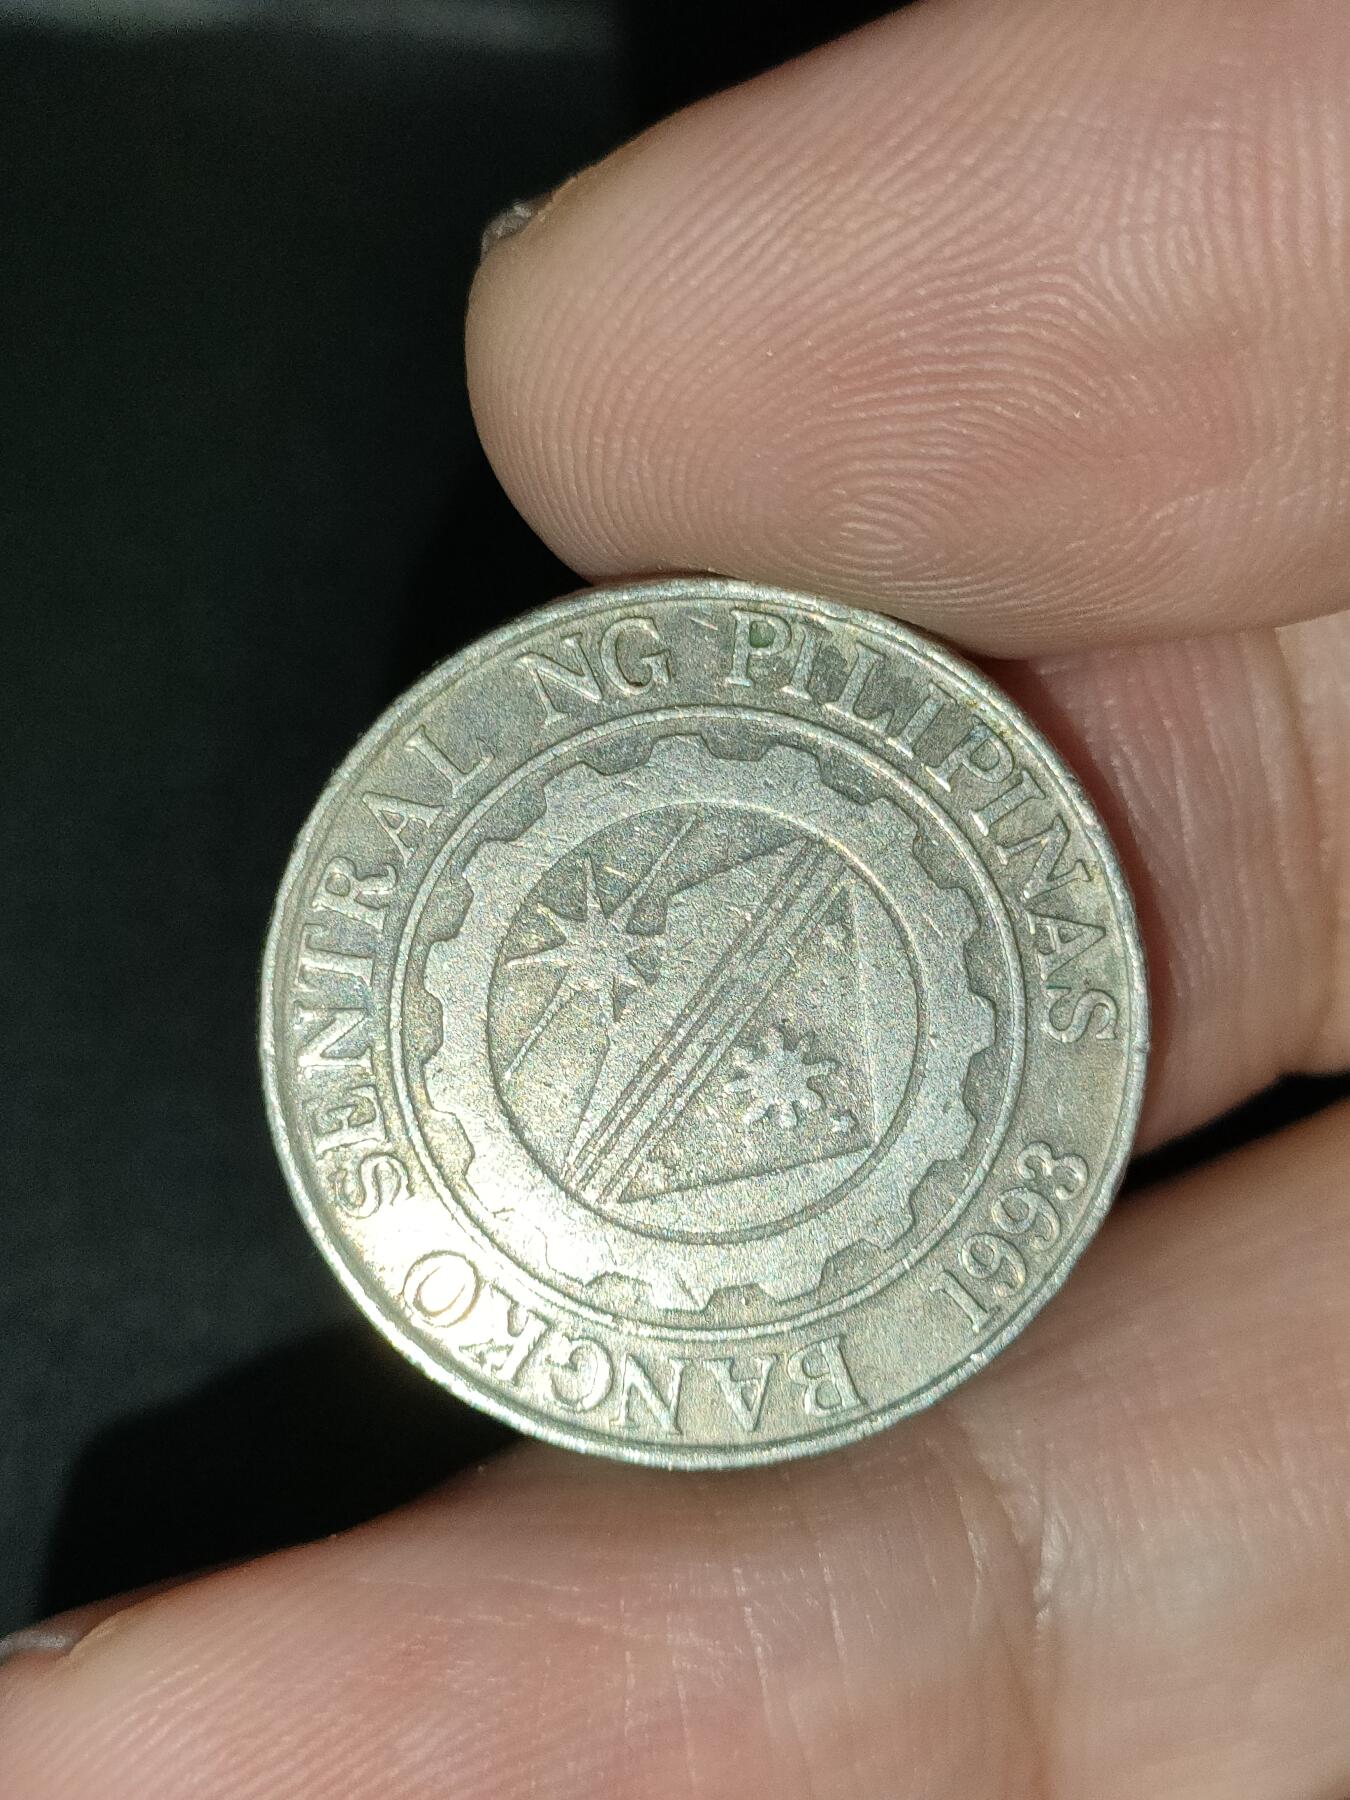 BANGKO SENTRAL NG PILIPINAS
1993